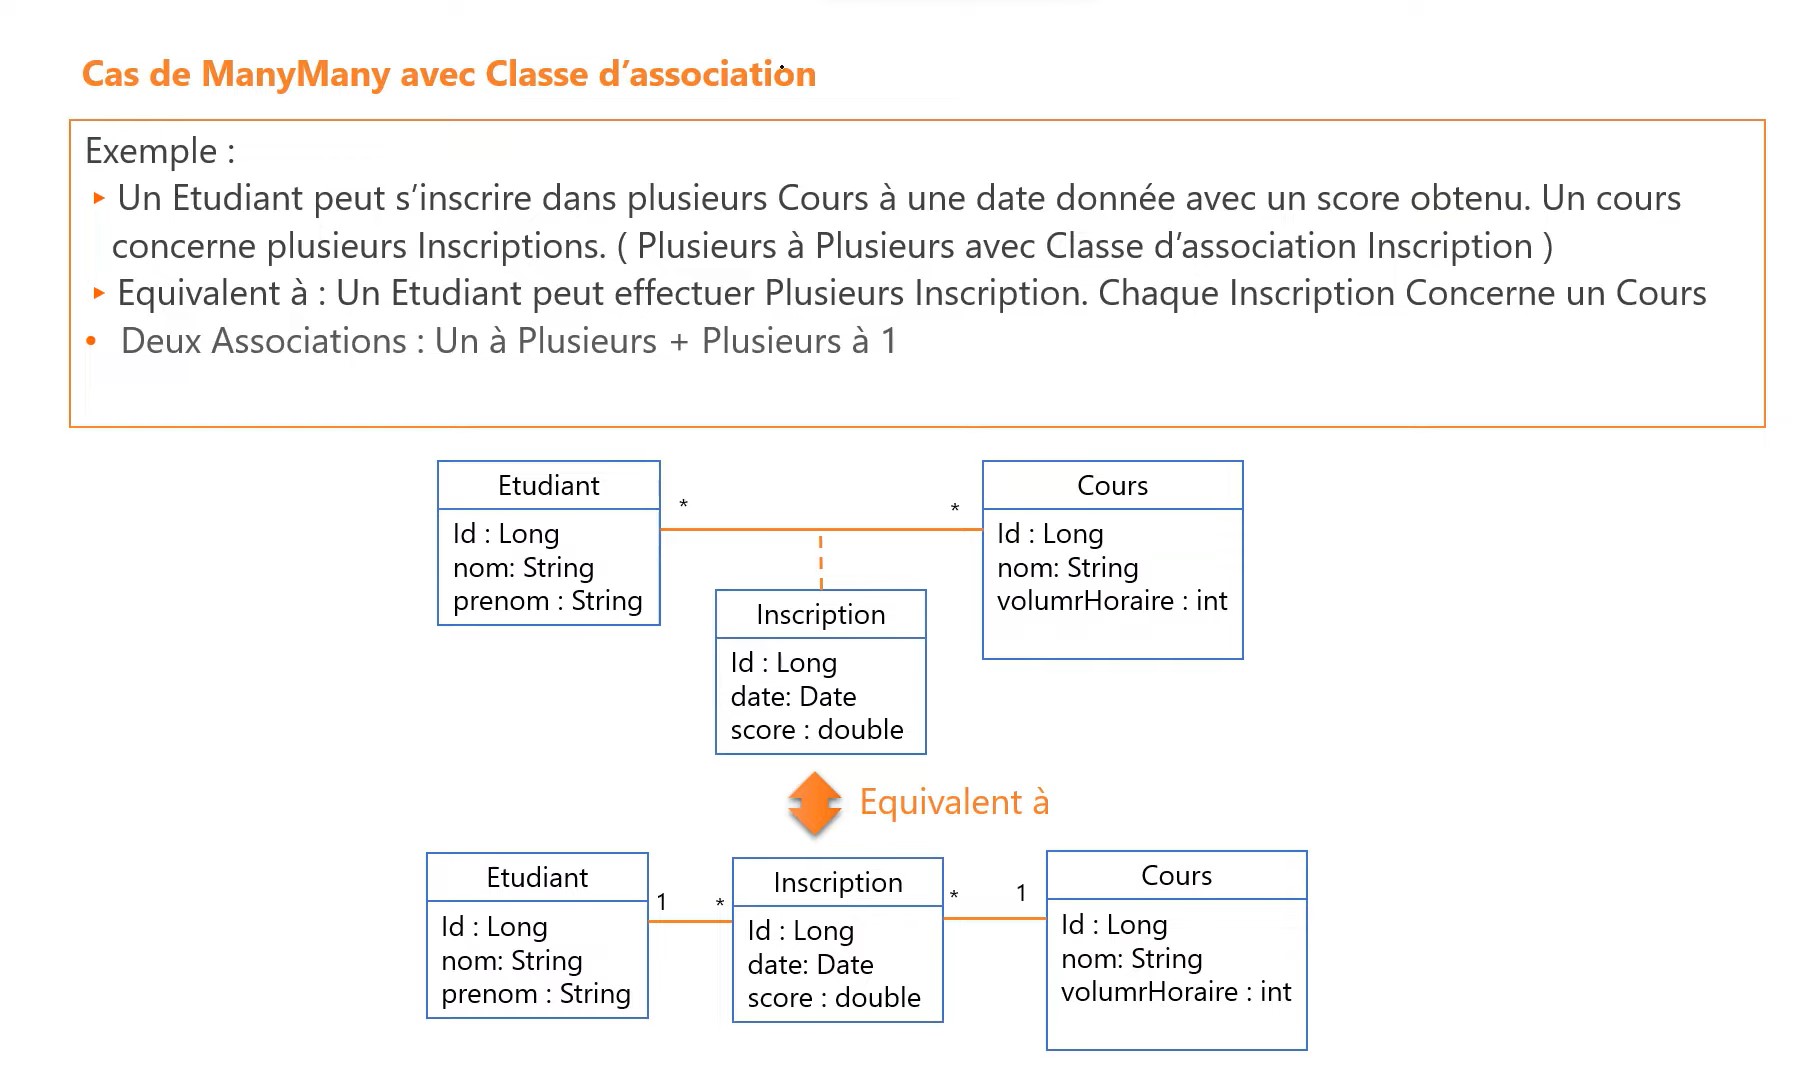 Cas de ManyMany avec Classe d’association
Exemple :
‣ Un Etudiant peut s’inscrire dans plusieurs Cours à une date donnée avec un score obtenu. Un cours
concerne plusieurs Inscriptions. ( Plusieurs à Plusieurs avec Classe d’association Inscription )
‣ Equivalent à : Un Etudiant peut effectuer Plusieurs Inscription. Chaque Inscription Concerne un Cours
• Deux Associations : Un à Plusieurs + Plusieurs à 1
Etudiant
Id : Long
nom: String
prenom : String
*
*
Cours
Id : Long
nom: String
volumrHoraire : int
Inscription
Id : Long
date: Date
score : double
Equivalent à
Etudiant
Id : Long
nom: String
prenom : String
1
*
Inscription
Id : Long
date: Date
score : double
*
1
Cours
Id : Long
nom: String
volumrHoraire : int